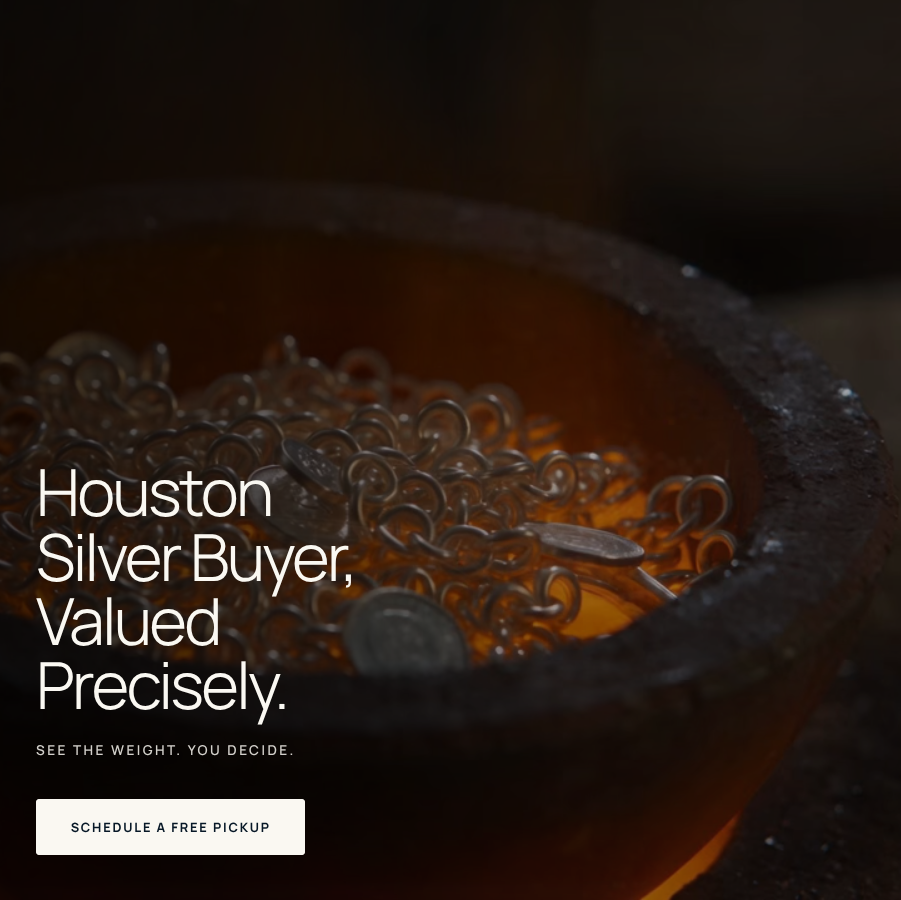 Houston
Silver Buyer,
Valued
Precisely.
SEE THE WEIGHT. YOU DECIDE.
SCHEDULE A FREE PICKUP